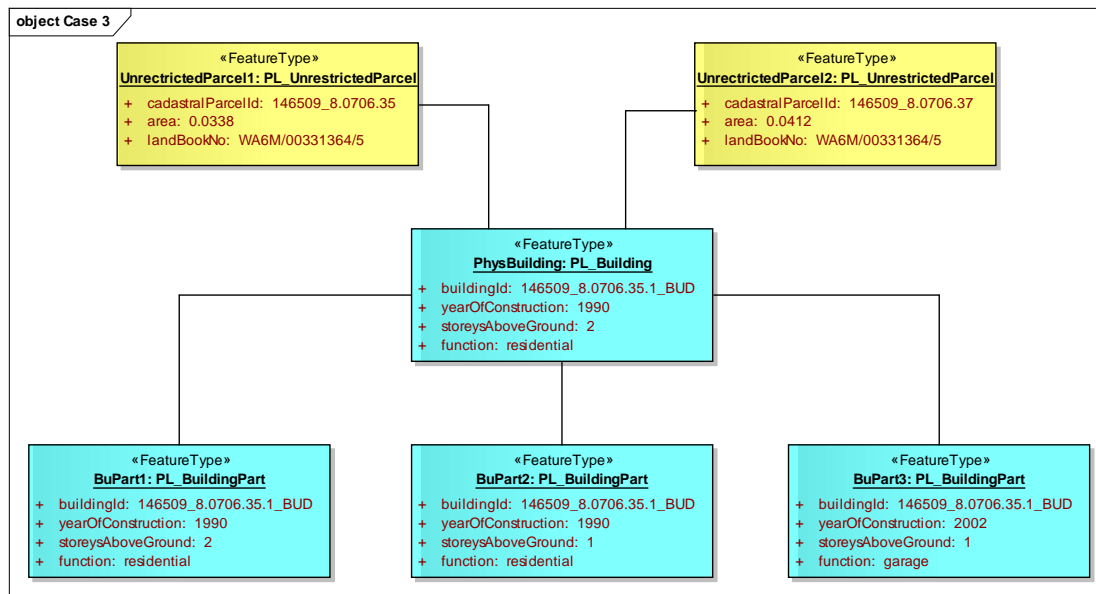 object Case 3
«FeatureType»
UnrectrictedParcel1: PL_UnrestrictedParcel
+ cadastralParcelId: 146509_8.0706.35
+ area: 0.0338
+ landBookNo: WA6M/00331364/5
«FeatureType»
UnrectrictedParcel2: PL_UnrestrictedParcel
+ cadastralParcelId: 146509_8.0706.37
+ area: 0.0412
+ landBookNo: WA6M/00331364/5
«FeatureType»
PhysBuilding: PL_Building
+ buildingId: 146509_8.0706.35.1_BUD
+ yearOfConstruction: 1990
+ storeysAboveGround: 2
+ function: residential
«FeatureType»
BuPart1: PL_BuildingPart
+ buildingId: 146509_8.0706.35.1_BUD
+ yearOfConstruction: 1990
+ storeysAboveGround: 2
+ function: residential
«FeatureType»
BuPart2: PL_BuildingPart
+ buildingId: 146509_8.0706.35.1_BUD
+ yearOfConstruction: 1990
+ storeysAboveGround: 1
+ function: residential
«FeatureType»
BuPart3: PL_BuildingPart
+ buildingId: 146509_8.0706.35.1_BUD
+ yearOfConstruction: 2002
+ storeysAboveGround: 1
+ function: garage